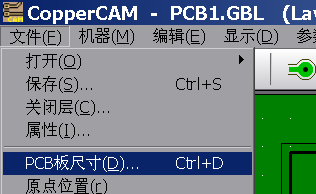 CopperCAM - PCB1.GBL (La
文件(F) 机器(M) 编辑(E) 显示(D)
打开(O)
保存(S)... Ctrl+S
关闭层(C)...
属性(I)...
PCB板尺寸(D)... Ctrl+D
原点位置(r)